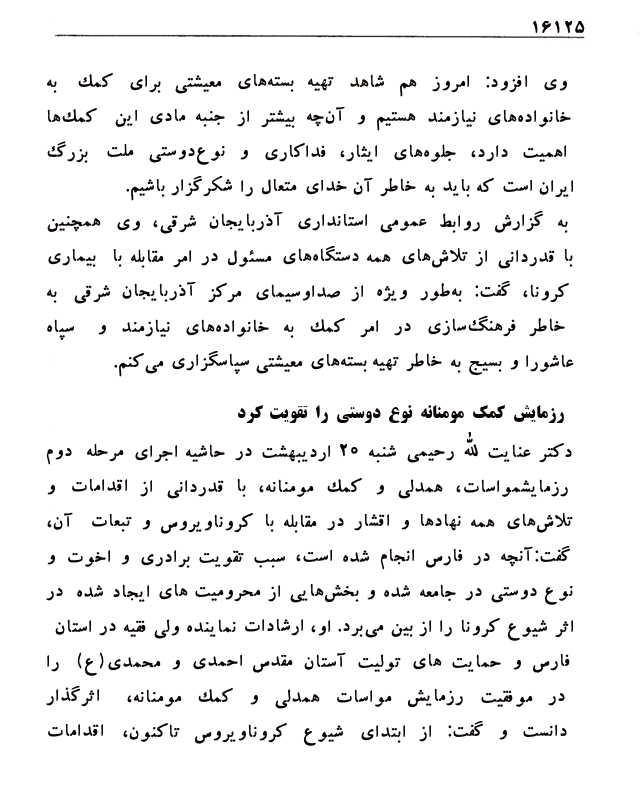 ۱۶۱۲۵
وی افزود: امروز هم شاهد تهیه بسته‌های معیشتی برای کمك به
خانواده‌های نیازمند هستیم و آن‌چه بیشتر از جنبه مادی این کمك‌ها
اهمیت دارد، جلوه‌های ایثار، فداکاری و نوع‌دوستی ملت بزرگ
ایران است که باید به خاطر آن خدای متعال را شکرگزار باشیم.
به گزارش روابط عمومی استانداری آذربایجان شرقی، وی همچنین
با قدردانی از تلاش‌های همه دستگاه‌های مسئول در امر مقابله با بیماری
کرونا، گفت: به‌طور ویژه از صداوسیمای مرکز آذربایجان شرقی به
خاطر فرهنگ‌سازی در امر کمك به خانواده‌های نیازمند و سپاه
عاشورا و بسیج به خاطر تهیه بسته‌های معیشتی سپاسگزاری می‌کنم.
رزمایش کمک مومنانه نوع دوستی را تقویت کرد
دکتر عنایت لله رحیمی شنبه ۲۰ اردیبهشت در حاشیه اجرای مرحله دوم
رزمایشمواسات، همدلی و کمك مومنانه، با قدردانی از اقدامات و
تلاش‌های همه نهادها و اقشار در مقابله با کروناویروس و تبعات آن،
گفت:آنچه در فارس انجام شده است، سبب تقویت برادری و اخوت و
نوع دوستی در جامعه شده و بخش‌هایی از محرومیت های ایجاد شده در
اثر شیوع کرونا را از بین می‌برد. او، ارشادات نماینده ولی فقیه در استان
فارس و حمایت های تولیت آستان مقدس احمدی و محمدی(ع) را
در موفقیت رزمایش مواسات همدلی و کمك مومنانه، اثرگذار
دانست و گفت: از ابتدای شیوع کروناویروس تاکنون، اقدامات